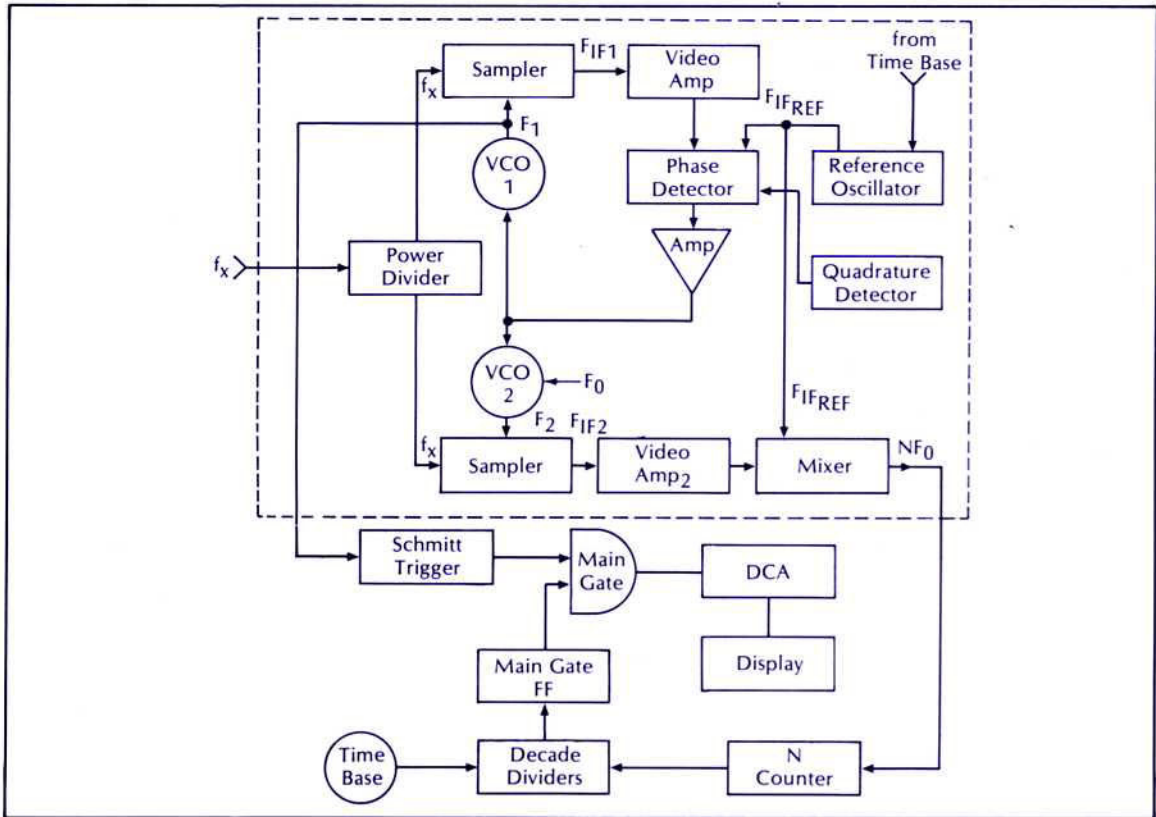 from
Time Base
Sampler
F_IF1
Video
Amp
f_x
F_1
F_IF_REF
VCO
1
Phase
Detector
Reference
Oscillator
Power
Divider
f_x
Amp
Quadrature
Detector
VCO
2
F_0
F_IF_REF
F_2
F_IF2
f_x
Sampler
Video
Amp_2
Mixer
NF_0
Schmitt
Trigger
Main
Gate
DCA
Main Gate
FF
Display
Time
Base
Decade
Dividers
N
Counter